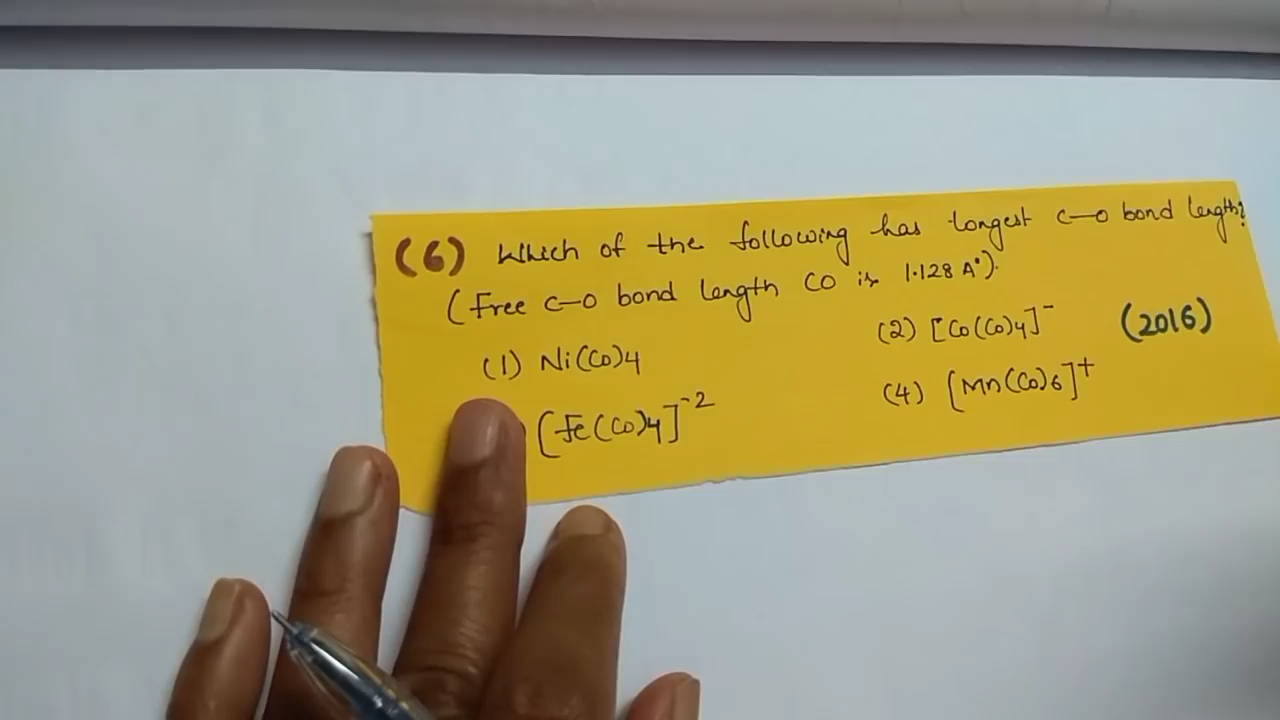 (6) Which of the following has longest C-O bond length?
(Free C-O bond length CO is 1.128 A°).
(1) Ni(Co)4 (2) [Co(Co)4]⁻ (2016)
[Fe(Co)4]⁻² (4) [Mn(Co)6]⁺